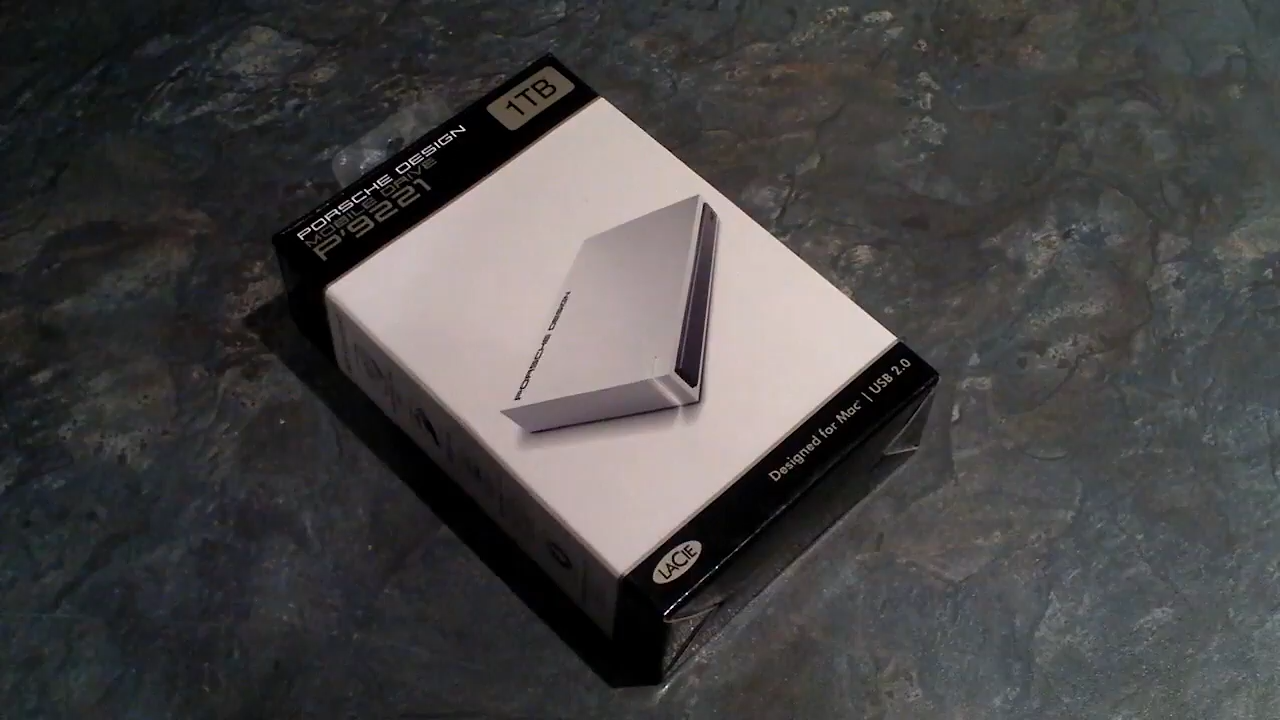 1TB
PORSCHE DESIGN
MOBILE DRIVE
P'9221
PORSCHE DESIGN
Designed for Mac | USB 2.0
LACIE